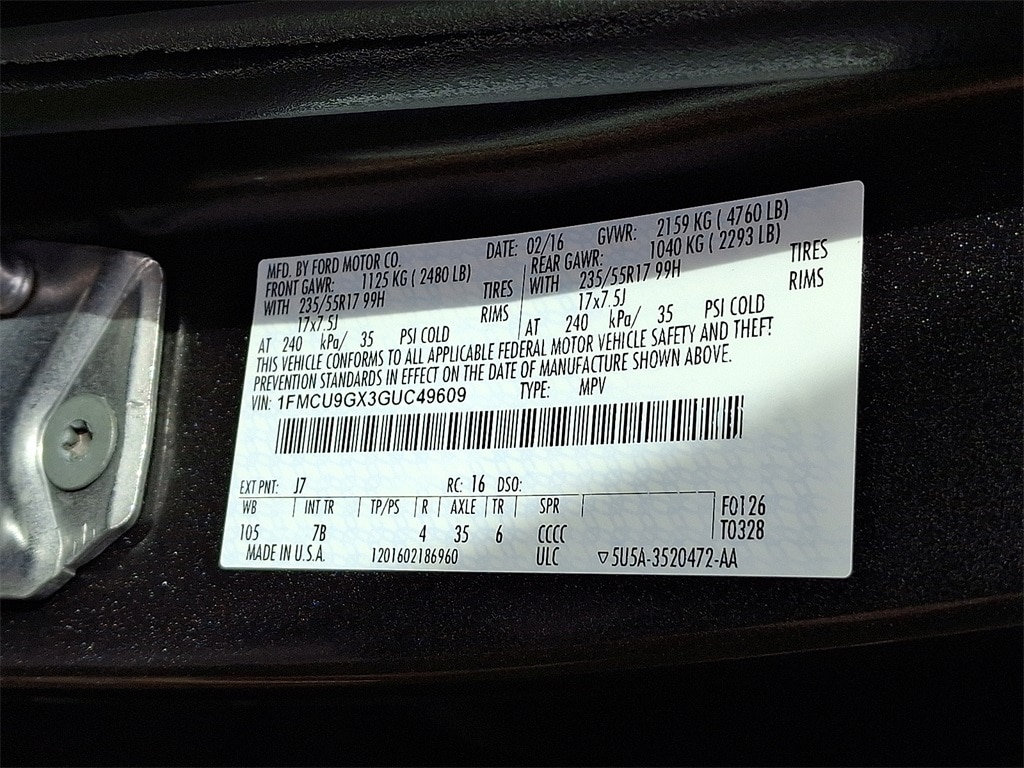 MFD. BY FORD MOTOR CO. DATE: 02/16 GVWR: 2159 KG ( 4760 LB)
FRONT GAWR: 1125 KG ( 2480 LB) REAR GAWR: 1040 KG ( 2293 LB)
WITH 235/55R17 99H TIRES WITH 235/55R17 99H TIRES
17x7.5J RIMS 17x7.5J RIMS
AT 240 kPa/ 35 PSI COLD AT 240 kPa/ 35 PSI COLD
THIS VEHICLE CONFORMS TO ALL APPLICABLE FEDERAL MOTOR VEHICLE SAFETY AND THEFT
PREVENTION STANDARDS IN EFFECT ON THE DATE OF MANUFACTURE SHOWN ABOVE.
VIN: 1FMCU9GX3GUC49609 TYPE: MPV
EXT PNT: J7 RC: 16 DSO:
WB INT TR TP/PS R AXLE TR SPR F0126
105 7B 4 35 6 CCCC T0328
MADE IN U.S.A. 1201602186960 ULC ▽5U5A-3520472-AA